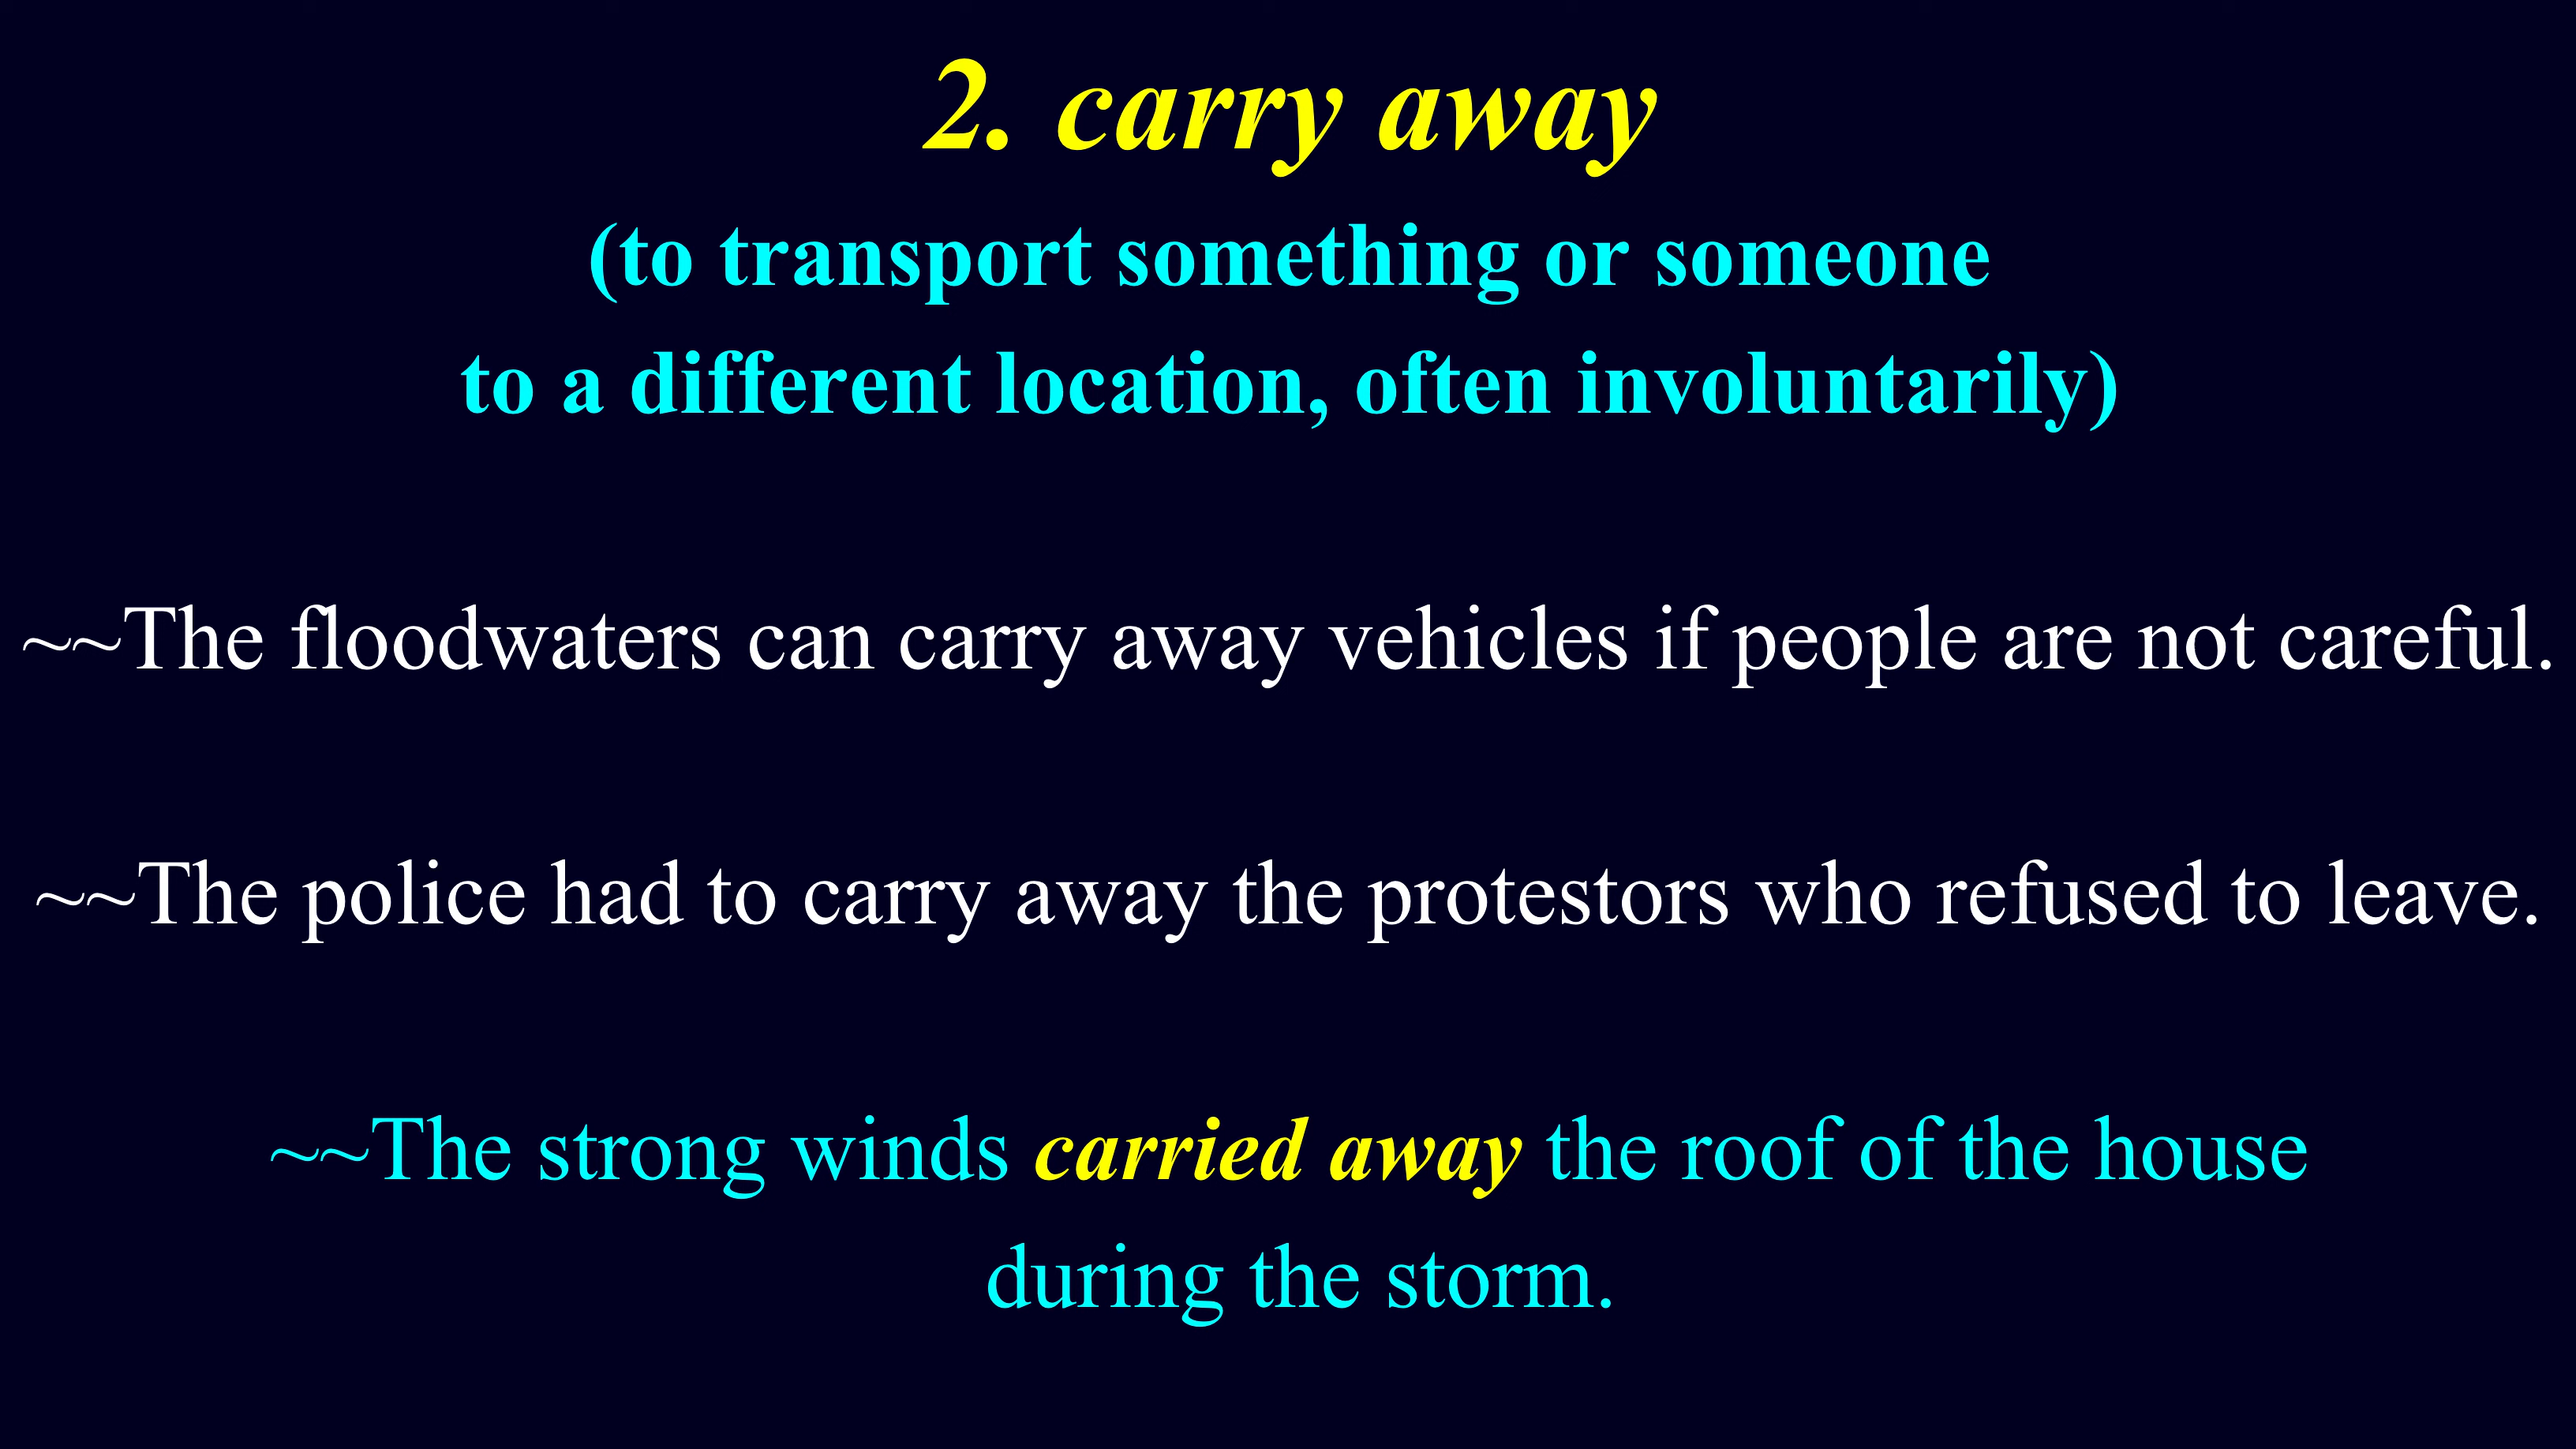 2. carry away
(to transport something or someone
to a different location, often involuntarily)
~~The floodwaters can carry away vehicles if people are not careful.
~~The police had to carry away the protestors who refused to leave.
~~The strong winds carried away the roof of the house
during the storm.